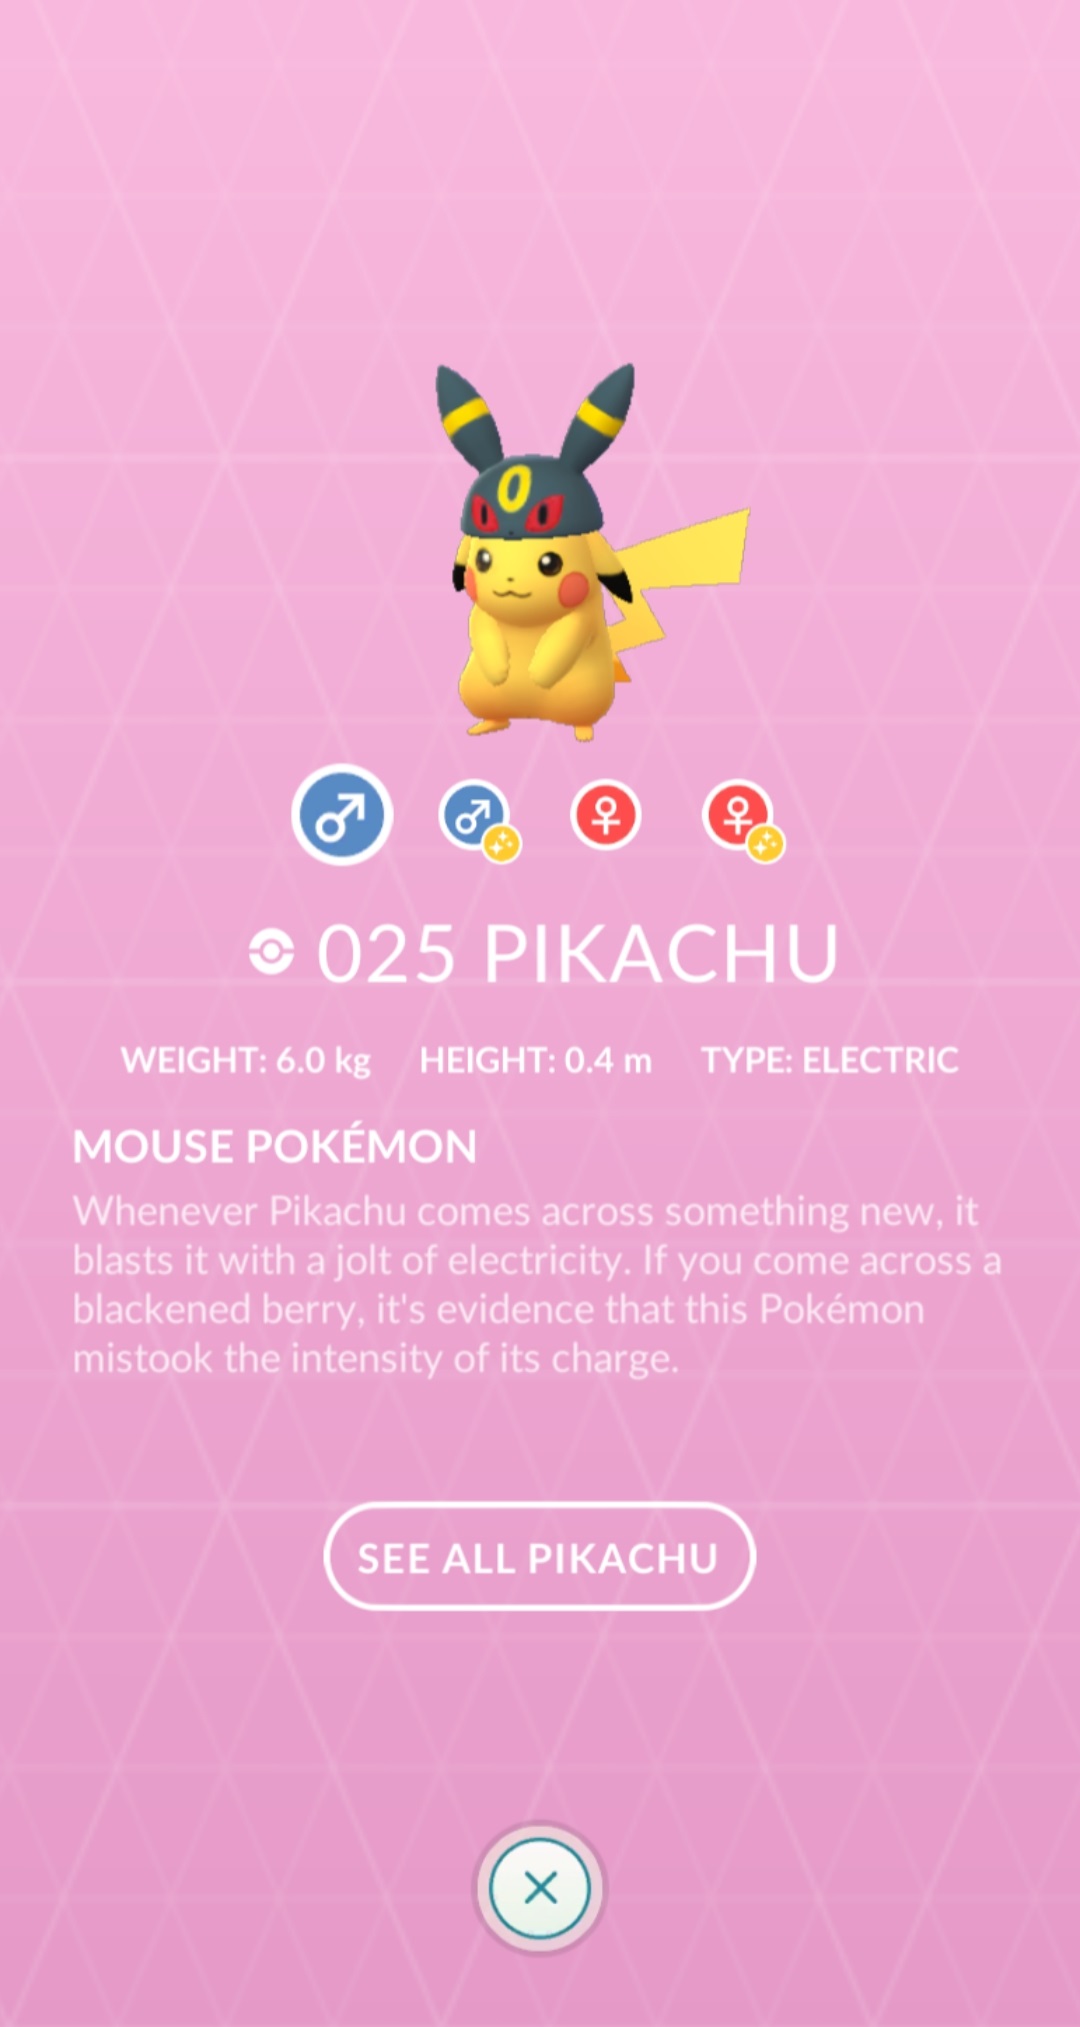 025 PIKACHU
WEIGHT: 6.0 kg HEIGHT: 0.4 m TYPE: ELECTRIC
MOUSE POKÉMON
Whenever Pikachu comes across something new, it
blasts it with a jolt of electricity. If you come across a
blackened berry, it's evidence that this Pokémon
mistook the intensity of its charge.
SEE ALL PIKACHU